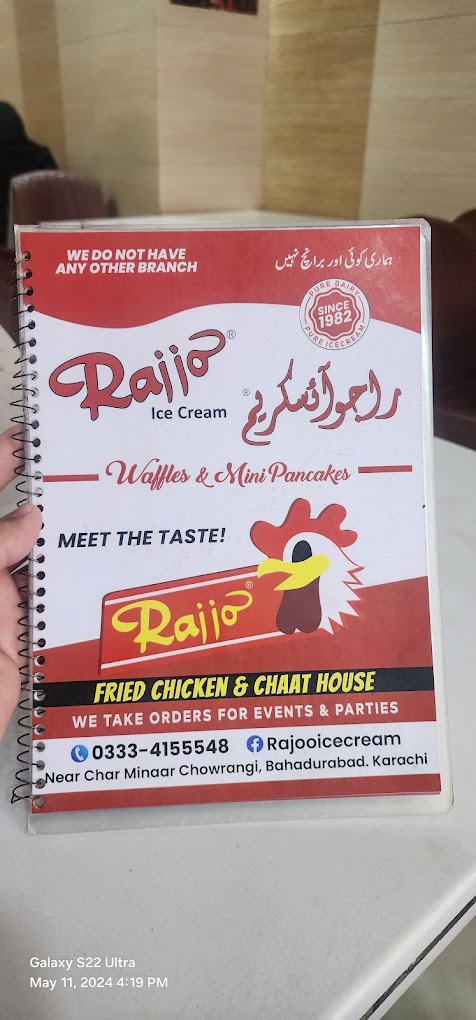 WE DO NOT HAVE
ANY OTHER BRANCH
ہماری کوئی اور برانچ نہیں
PURE DAIRY
SINCE
1982
PURE ICECREAM
Rajjo®
Ice Cream
راجو آئسکریم®
Waffles & Mini Pancakes
MEET THE TASTE!
Rajjo®
FRIED CHICKEN & CHAAT HOUSE
WE TAKE ORDERS FOR EVENTS & PARTIES
0333-4155548 Rajooicecream
Near Char Minaar Chowrangi, Bahadurabad. Karachi
Galaxy S22 Ultra
May 11, 2024 4:19 PM